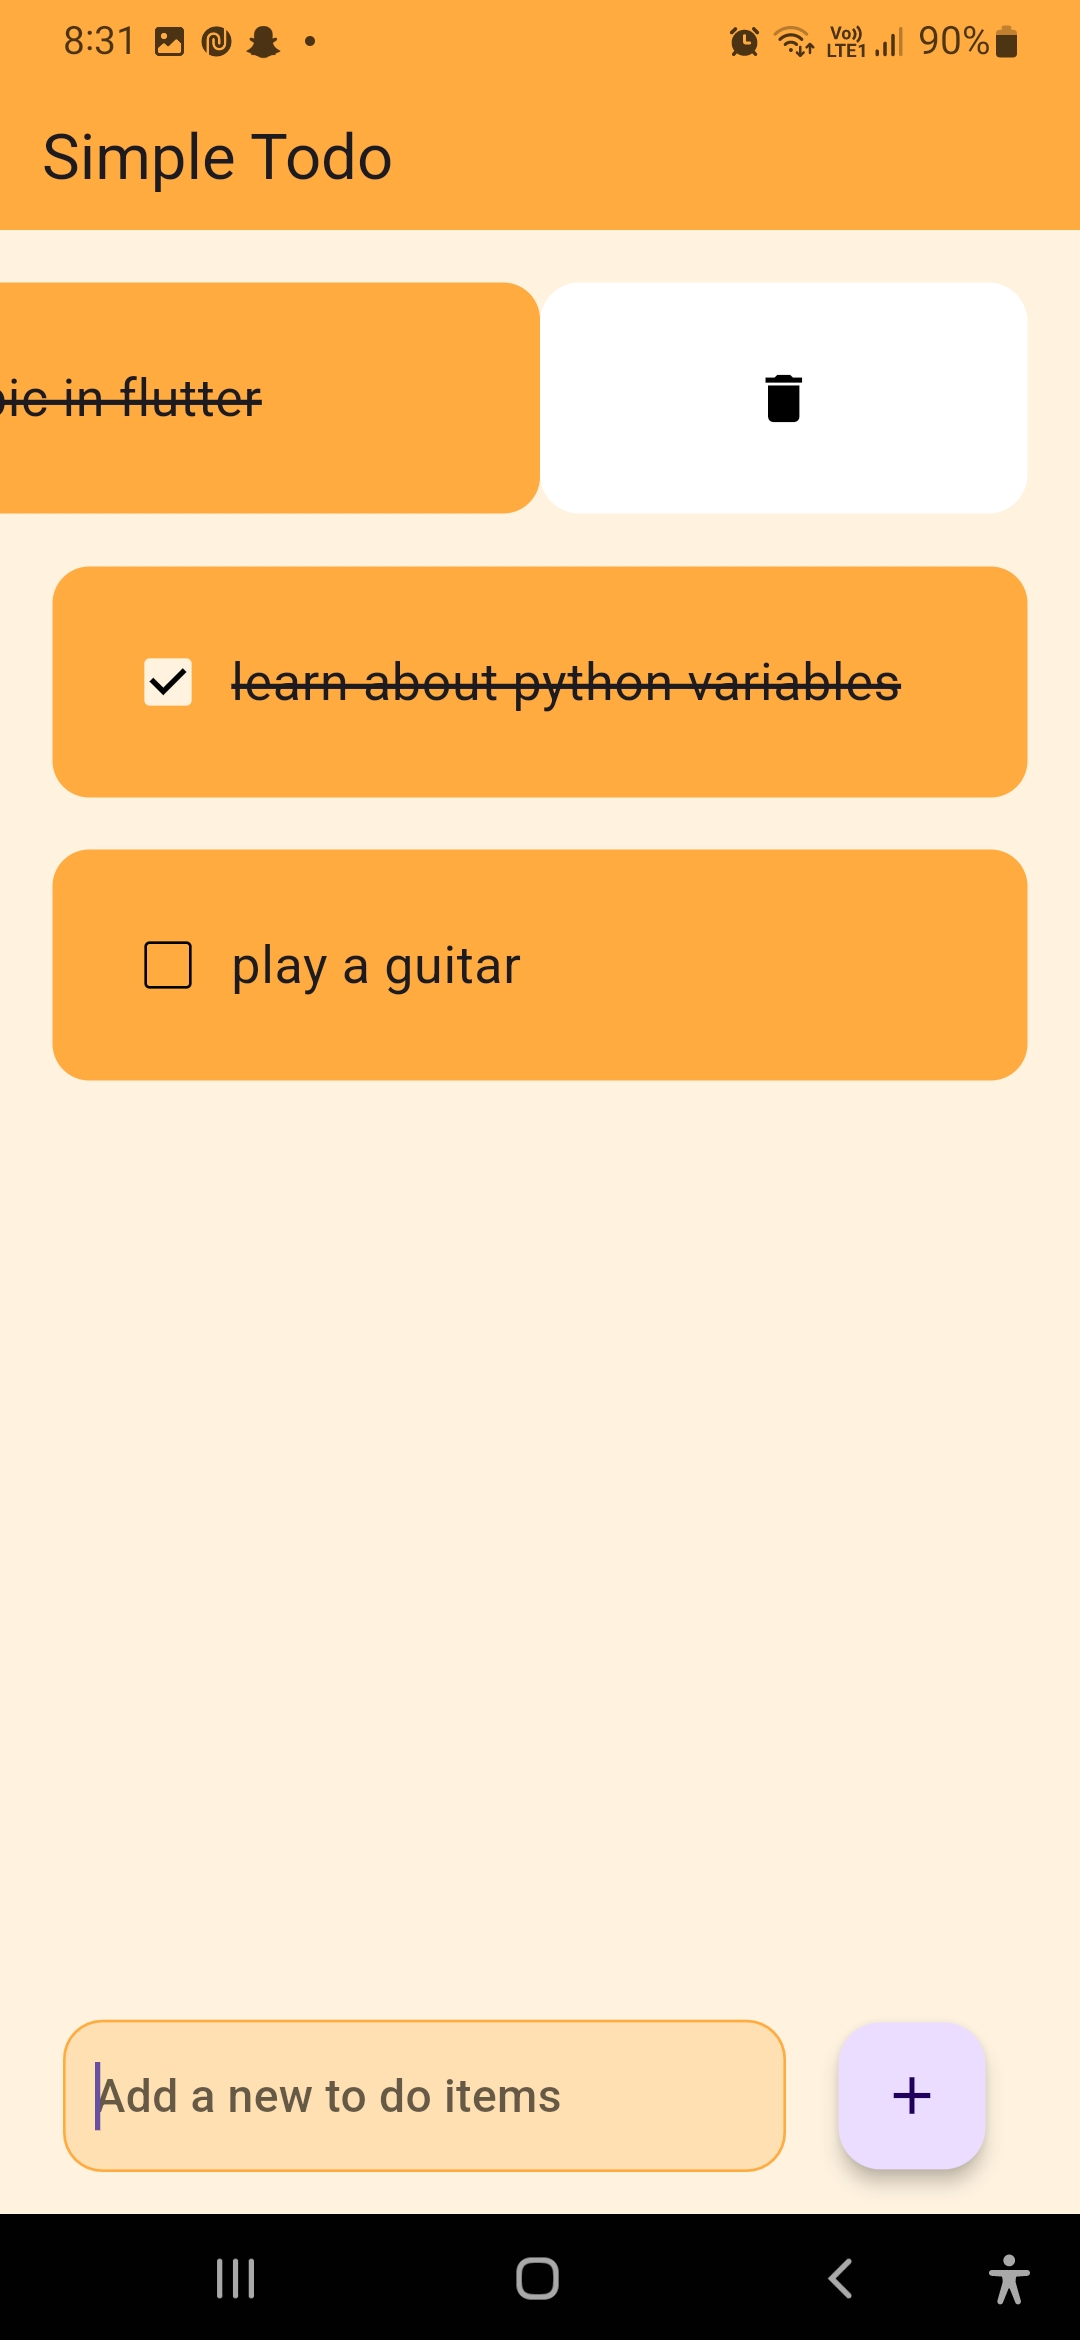 8:31 Vo)) LTE1 90%
Simple Todo
pic in flutter
learn about python variables
play a guitar
Add a new to do items